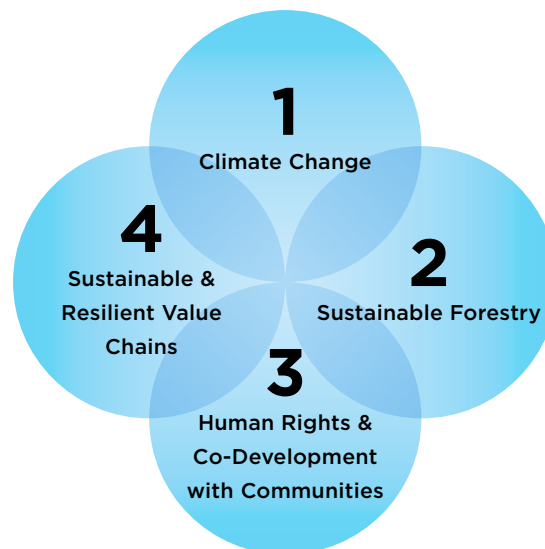 1
Climate Change
2
Sustainable Forestry
3
Human Rights &
Co-Development
with Communities
4
Sustainable &
Resilient Value
Chains